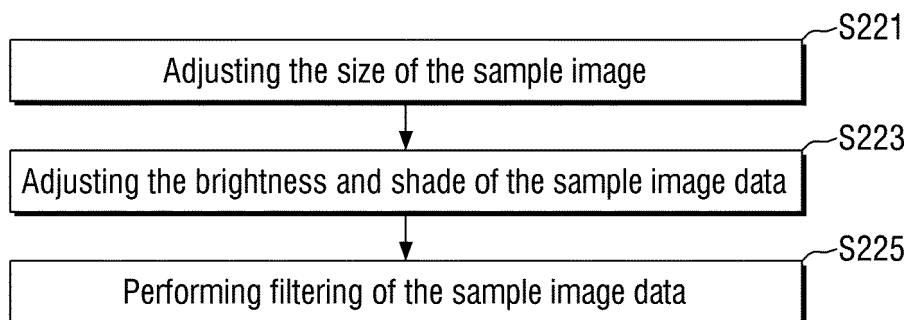 S221
Adjusting the size of the sample image
S223
Adjusting the brightness and shade of the sample image data
S225
Performing filtering of the sample image data